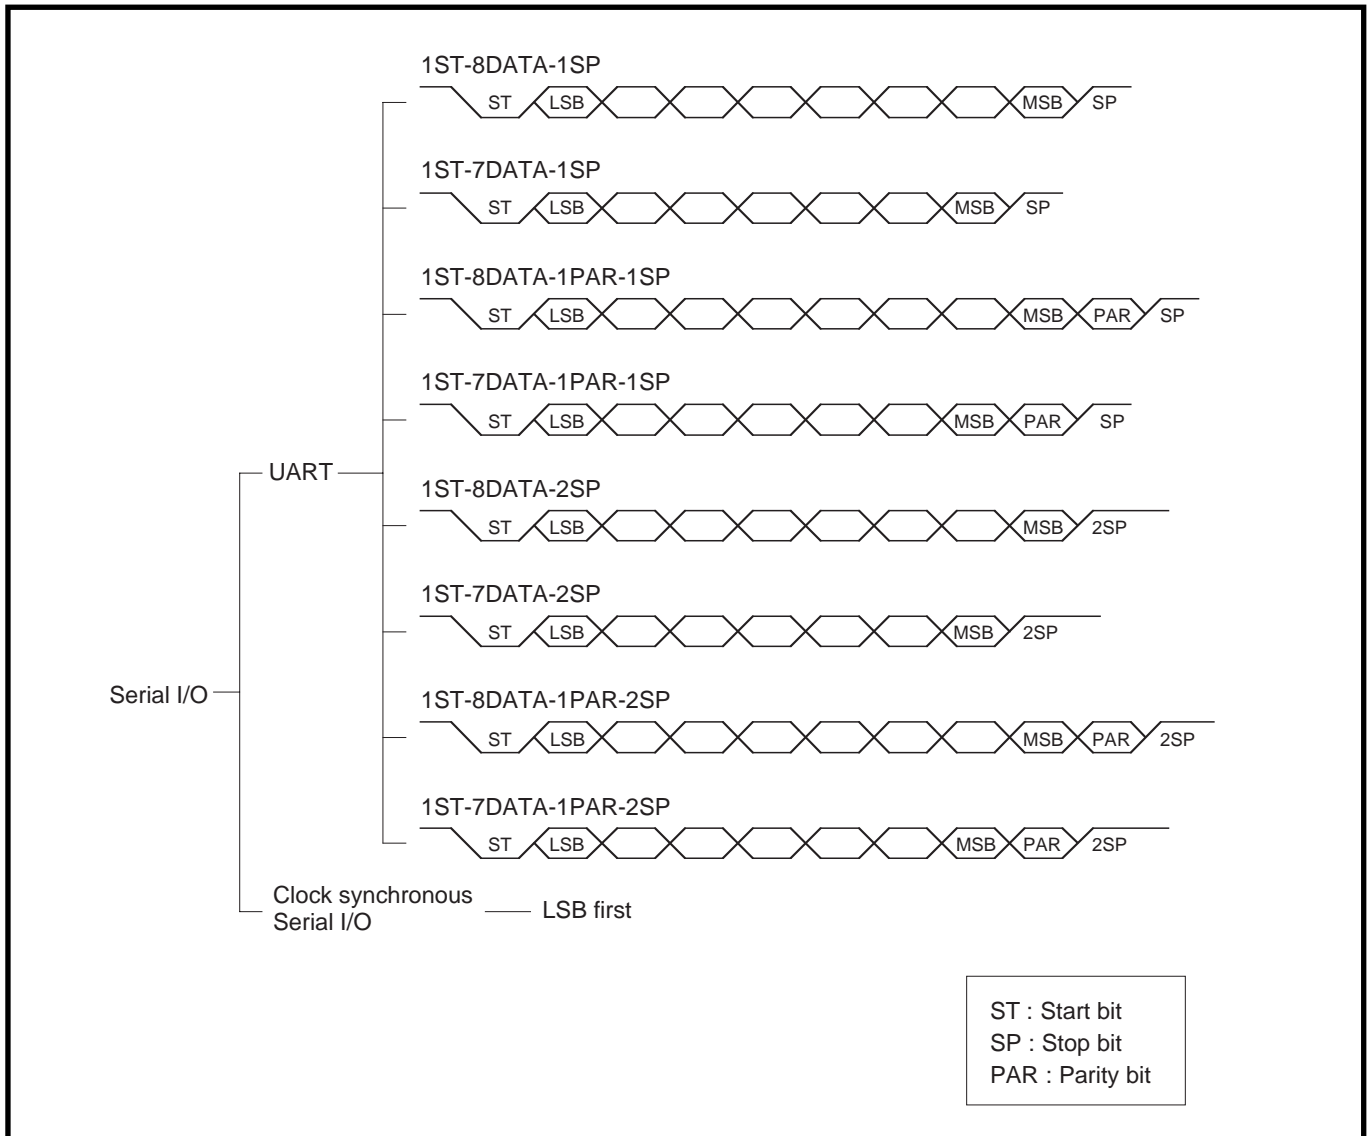 1ST-8DATA-1SP
ST LSB MSB SP
1ST-7DATA-1SP
ST LSB MSB SP
1ST-8DATA-1PAR-1SP
ST LSB MSB PAR SP
1ST-7DATA-1PAR-1SP
ST LSB MSB PAR SP
UART
1ST-8DATA-2SP
ST LSB MSB 2SP
1ST-7DATA-2SP
ST LSB MSB 2SP
Serial I/O
1ST-8DATA-1PAR-2SP
ST LSB MSB PAR 2SP
1ST-7DATA-1PAR-2SP
ST LSB MSB PAR 2SP
Clock synchronous
Serial I/O
LSB first
ST : Start bit
SP : Stop bit
PAR : Parity bit